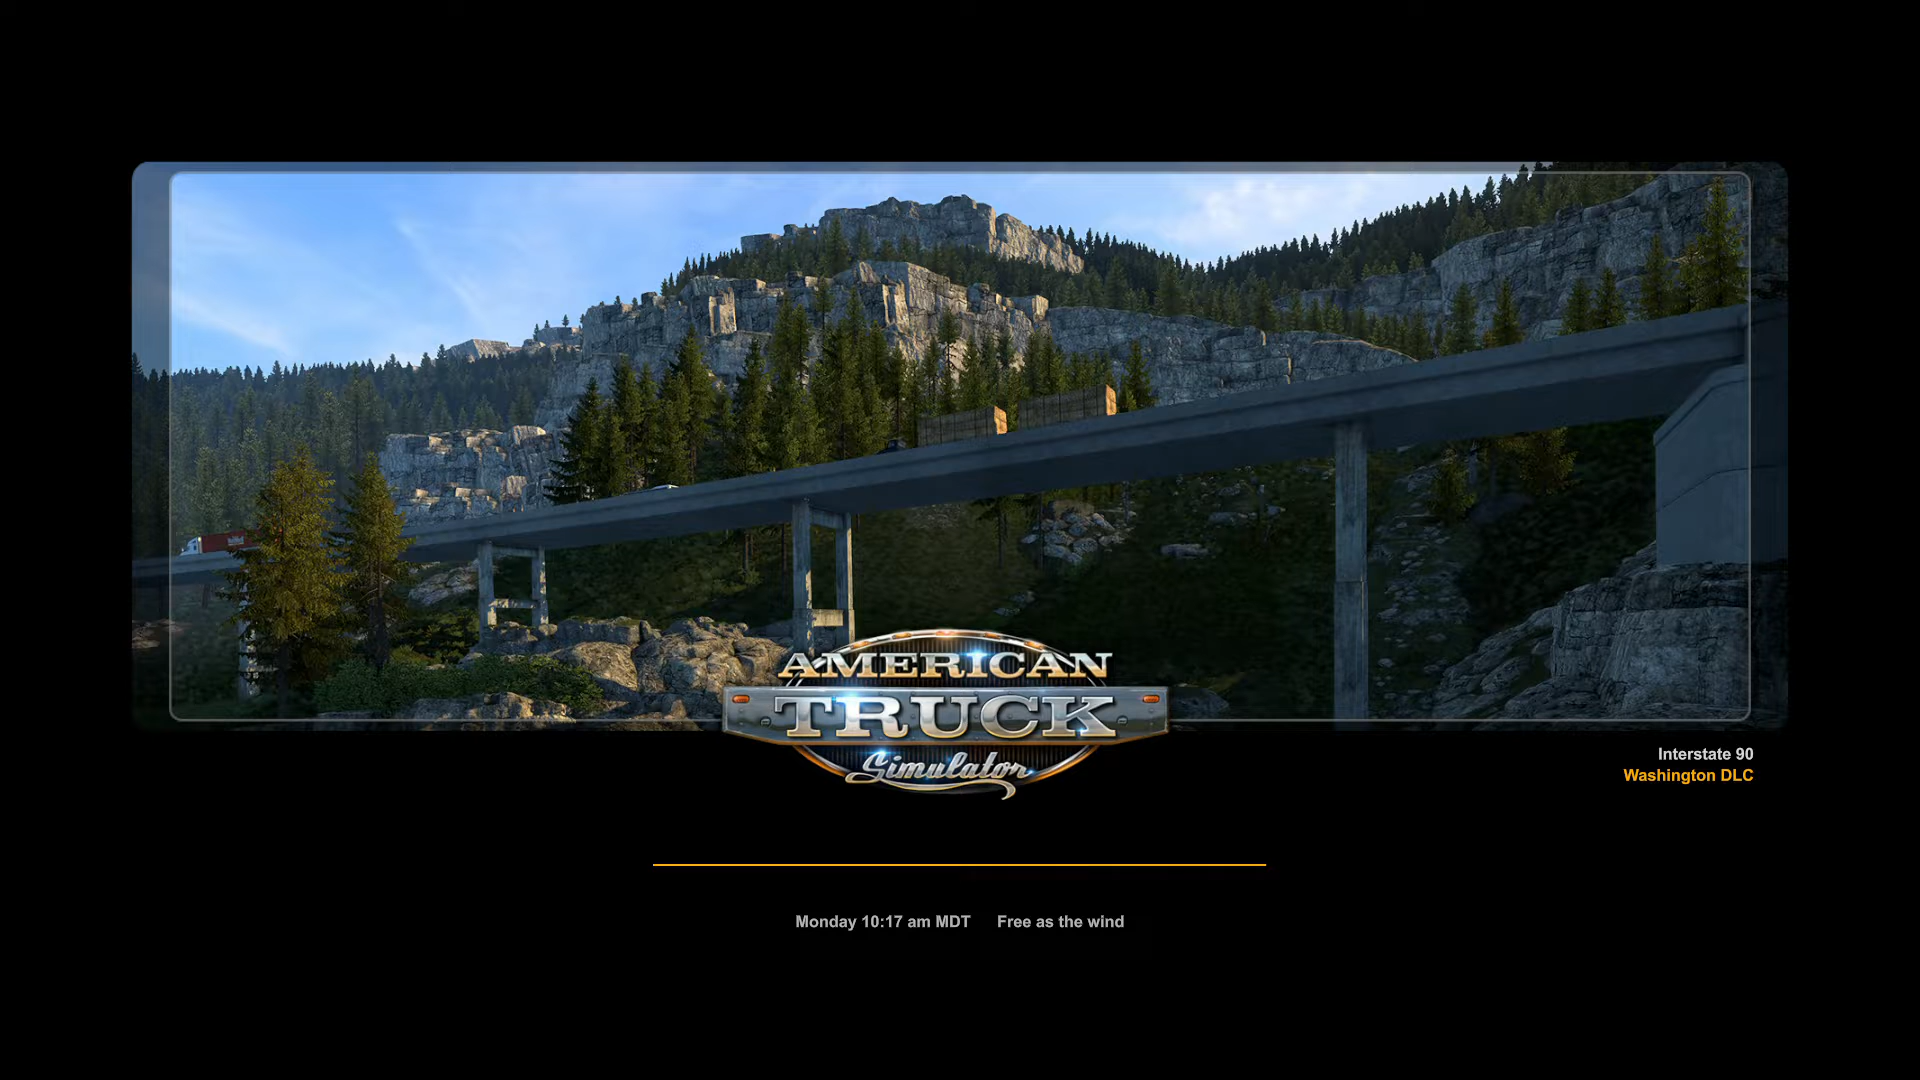 AMERICAN
TRUCK
Simulator
Interstate 90
Washington DLC
Monday 10:17 am MDT Free as the wind